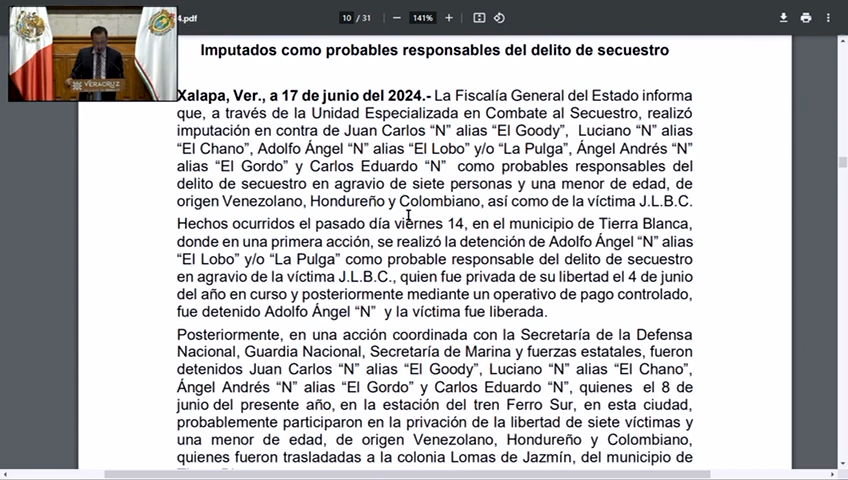 4.pdf
10 / 31
141%
VERACRUZ
Imputados como probables responsables del delito de secuestro
Xalapa, Ver., a 17 de junio del 2024.- La Fiscalía General del Estado informa
que, a través de la Unidad Especializada en Combate al Secuestro, realizó
imputación en contra de Juan Carlos “N” alias “El Goody”, Luciano “N” alias
“El Chano”, Adolfo Ángel “N” alias “El Lobo” y/o “La Pulga”, Ángel Andrés “N”
alias “El Gordo” y Carlos Eduardo “N” como probables responsables del
delito de secuestro en agravio de siete personas y una menor de edad, de
origen Venezolano, Hondureño y Colombiano, así como de la víctima J.L.B.C.
Hechos ocurridos el pasado día viernes 14, en el municipio de Tierra Blanca,
donde en una primera acción, se realizó la detención de Adolfo Ángel “N” alias
“El Lobo” y/o “La Pulga” como probable responsable del delito de secuestro
en agravio de la víctima J.L.B.C., quien fue privada de su libertad el 4 de junio
del año en curso y posteriormente mediante un operativo de pago controlado,
fue detenido Adolfo Ángel “N” y la víctima fue liberada.
Posteriormente, en una acción coordinada con la Secretaría de la Defensa
Nacional, Guardia Nacional, Secretaría de Marina y fuerzas estatales, fueron
detenidos Juan Carlos “N” alias “El Goody”, Luciano “N” alias “El Chano”,
Ángel Andrés “N” alias “El Gordo” y Carlos Eduardo “N”, quienes el 8 de
junio del presente año, en la estación del tren Ferro Sur, en esta ciudad,
probablemente participaron en la privación de la libertad de siete víctimas y
una menor de edad, de origen Venezolano, Hondureño y Colombiano,
quienes fueron trasladadas a la colonia Lomas de Jazmín, del municipio de